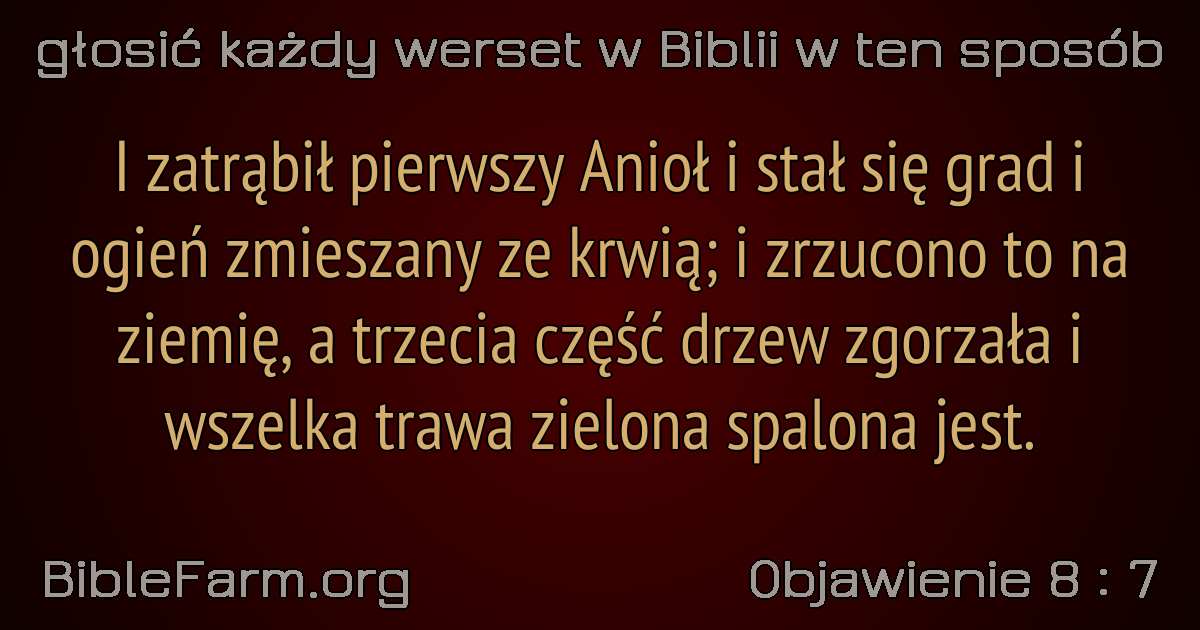 głosić każdy werset w Biblii w ten sposób
I zatrąbił pierwszy Anioł i stał się grad i
ogień zmieszany ze krwią; i zrzucono to na
ziemię, a trzecia część drzew zgorzała i
wszelka trawa zielona spalona jest.
BibleFarm.org
Objawienie 8 : 7